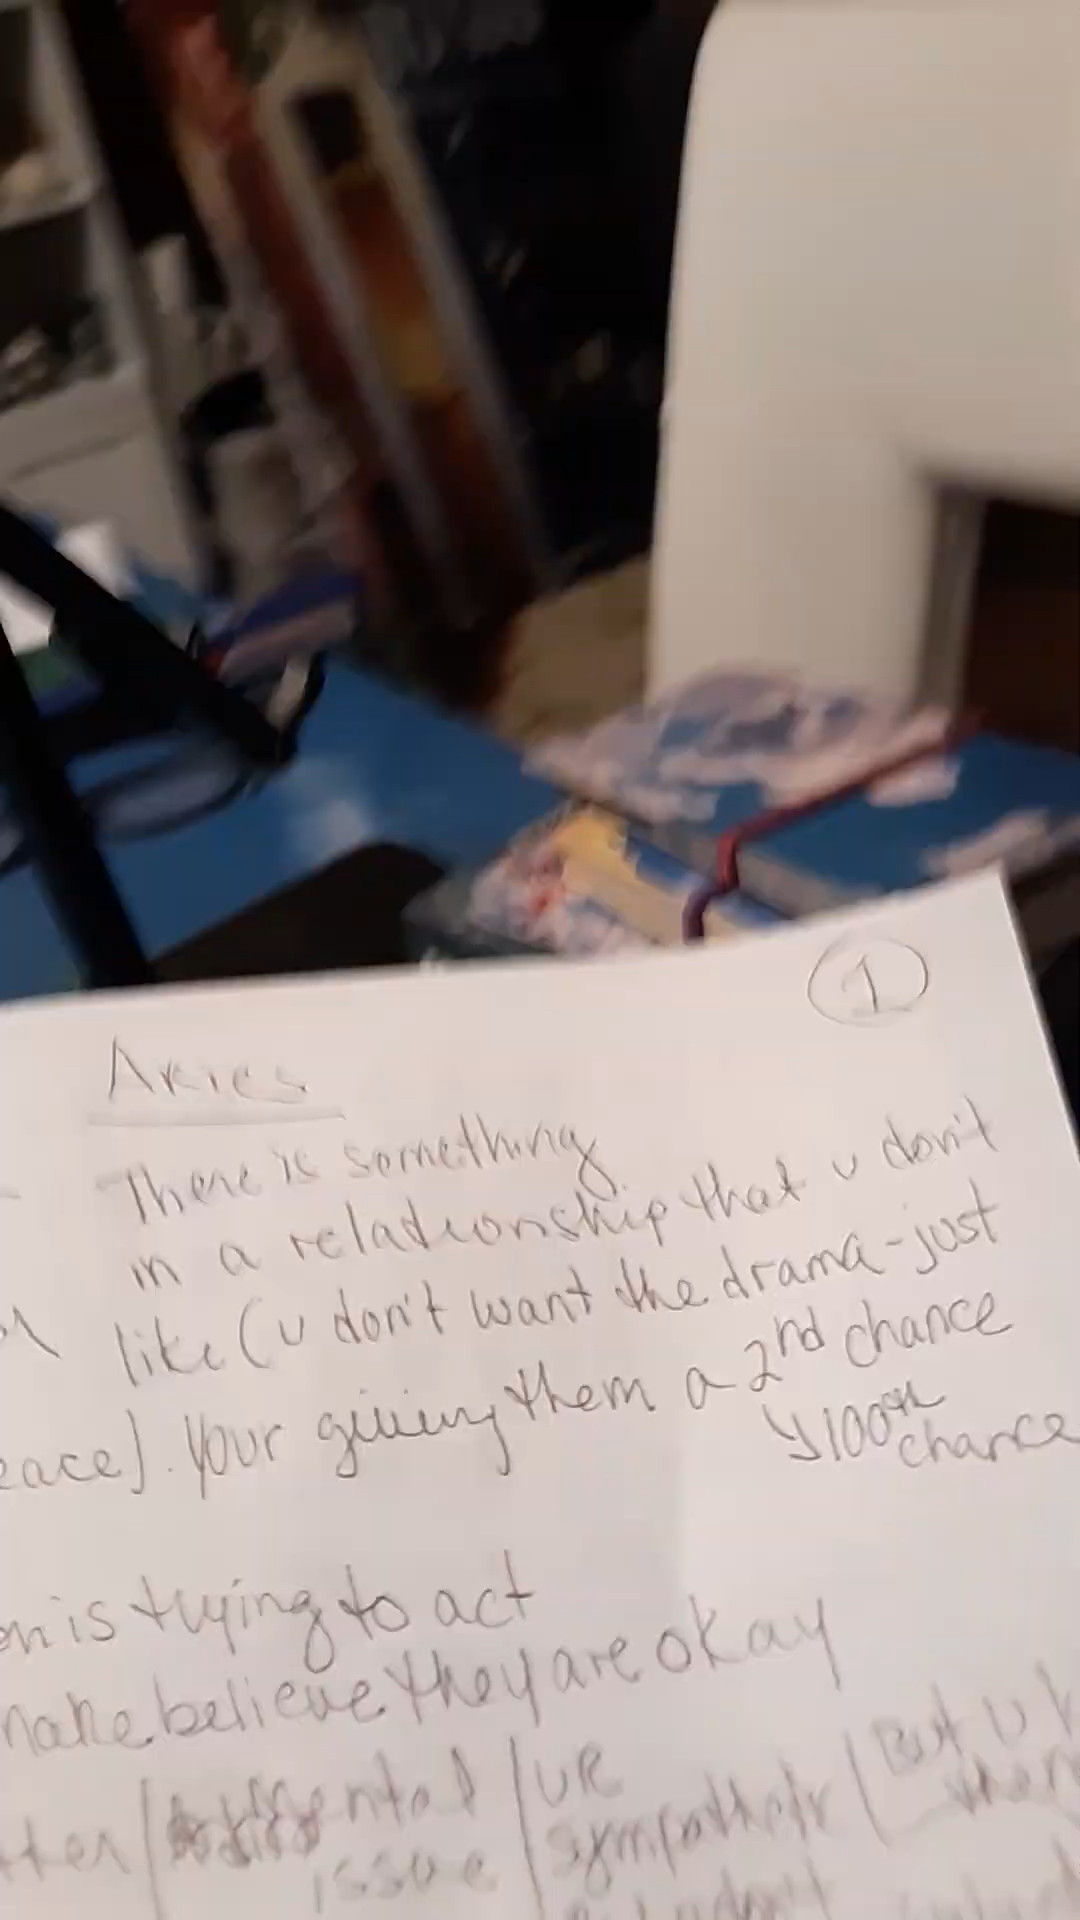 1
Aries
There is something
in a relationship that u don't
like (u don't want the drama - just
eace). Your giving them a 2nd chance
100th
chance
is trying to act
make believe they are okay
ntal / UR
issue / sympathetic / But u